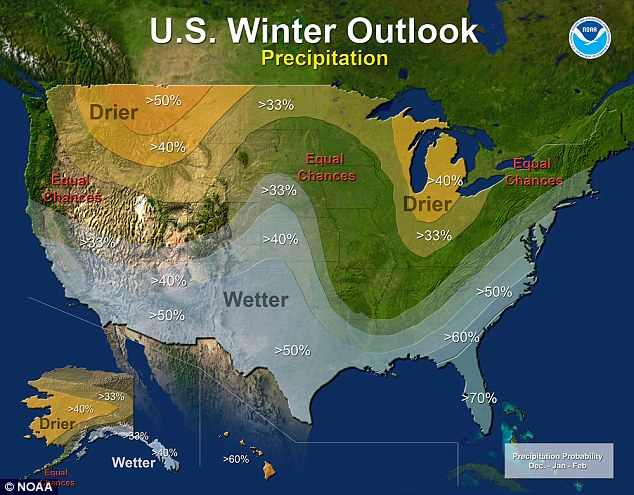 U.S. Winter Outlook
Precipitation
NOAA
Drier
>50%
>33%
>40%
Equal
Chances
Equal
Chances
>40%
Drier
>33%
Equal
Chances
>33%
>33%
>40%
>40%
Wetter
>50%
>50%
>50%
>60%
>70%
>33%
>40%
Drier
>33%
>40%
Wetter
Equal
Chances
>60%
Precipitation Probability
Dec. - Jan - Feb
© NOAA